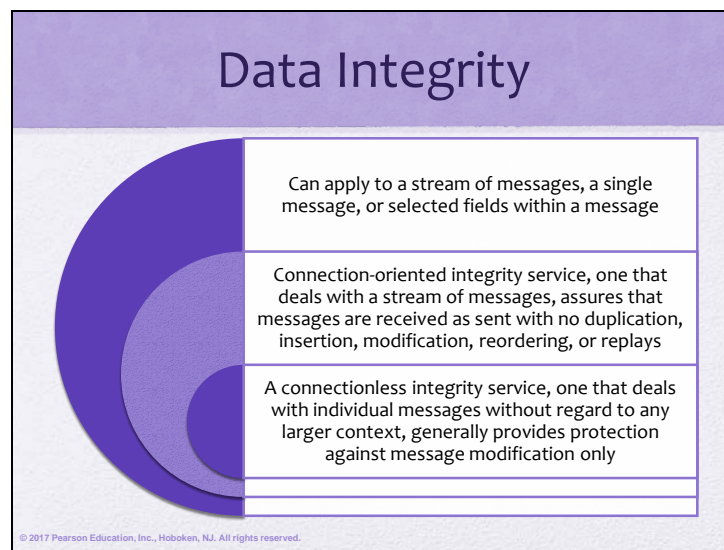 Data Integrity
Can apply to a stream of messages, a single
message, or selected fields within a message
Connection-oriented integrity service, one that
deals with a stream of messages, assures that
messages are received as sent with no duplication,
insertion, modification, reordering, or replays
A connectionless integrity service, one that deals
with individual messages without regard to any
larger context, generally provides protection
against message modification only
© 2017 Pearson Education, Inc., Hoboken, NJ. All rights reserved.